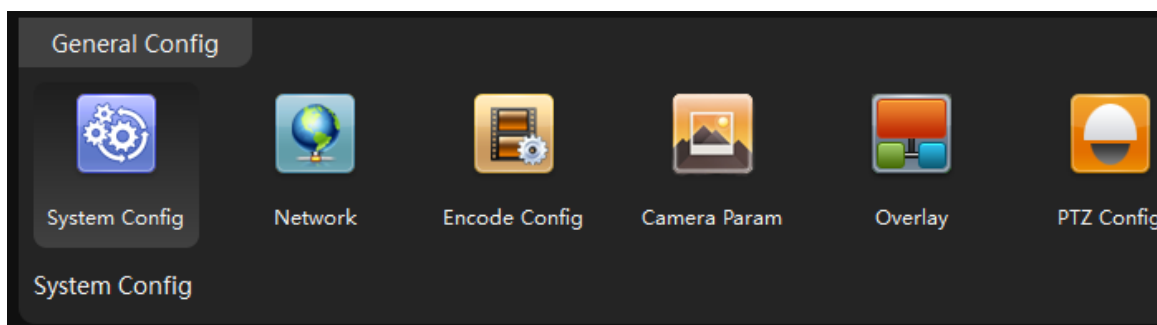 General Config
System Config Network Encode Config Camera Param Overlay PTZ Config
System Config